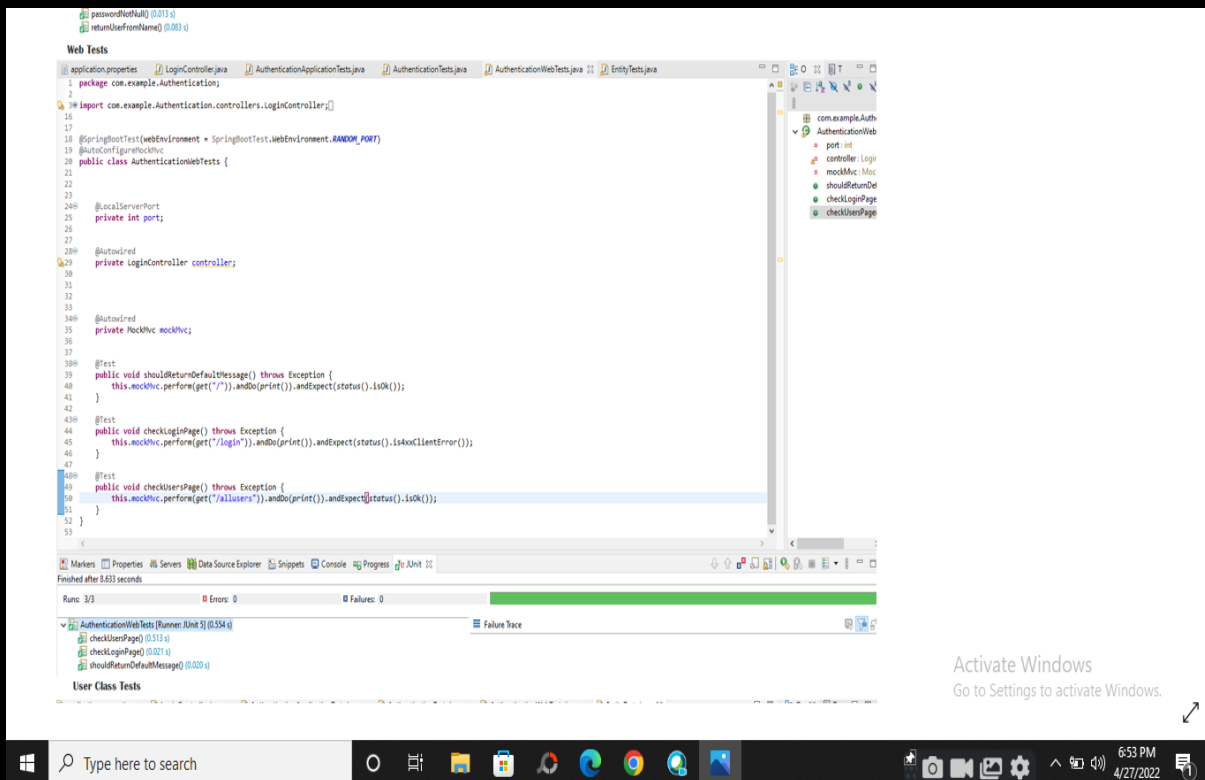 passwordNotNull() (0.013 s)
returnUserFromName() (0.083 s)
Web Tests
application.properties LoginController.java AuthenticationApplicationTests.java AuthenticationTests.java AuthenticationWebTests.java EntityTests.java
1 package com.example.Authentication;
2
3 import com.example.Authentication.controllers.LoginController;
16
17
18 @SpringBootTest(webEnvironment = SpringBootTest.WebEnvironment.RANDOM_PORT)
19 @AutoConfigureMockMvc
20 public class AuthenticationWebTests {
21
22
23
24 @LocalServerPort
25 private int port;
26
27
28 @Autowired
29 private LoginController controller;
30
31
32
33
34 @Autowired
35 private MockMvc mockMvc;
36
37
38 @Test
39 public void shouldReturnDefaultMessage() throws Exception {
40 this.mockMvc.perform(get("/")).andDo(print()).andExpect(status().isOk());
41 }
42
43 @Test
44 public void checkLoginPage() throws Exception {
45 this.mockMvc.perform(get("/login")).andDo(print()).andExpect(status().is4xxClientError());
46 }
47
48 @Test
49 public void checkUsersPage() throws Exception {
50 this.mockMvc.perform(get("/allusers")).andDo(print()).andExpect(status().isOk());
51 }
52 }
53
O T
com.example.Auth
AuthenticationWeb
port : int
controller : Logi
mockMvc : Moc
shouldReturnDef
checkLoginPage
checkUsersPage
Markers Properties Servers Data Source Explorer Snippets Console Progress JUnit
Finished after 8.633 seconds
Runs: 3/3 Errors: 0 Failures: 0
AuthenticationWebTests [Runner: JUnit 5] (0.554 s) Failure Trace
checkUsersPage() (0.513 s)
checkLoginPage() (0.021 s)
shouldReturnDefaultMessage() (0.020 s)
User Class Tests
Activate Windows
Go to Settings to activate Windows.
Type here to search
6:53 PM
4/27/2022
1